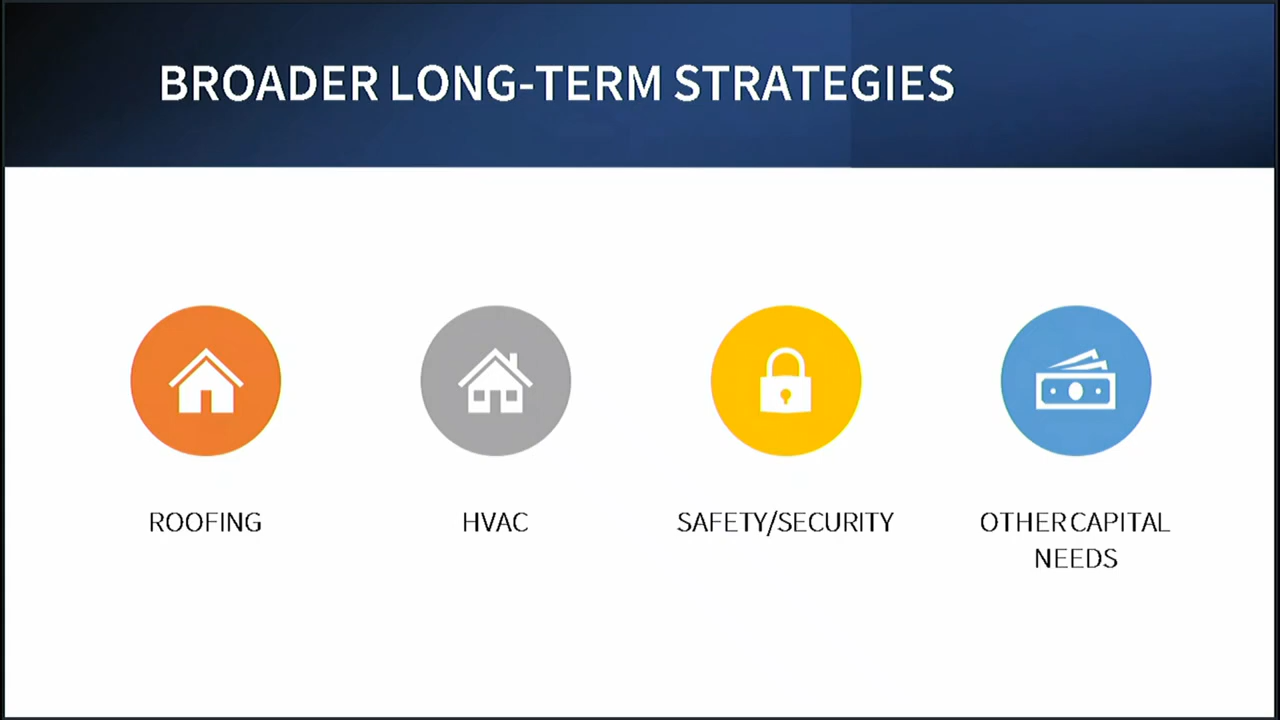 BROADER LONG-TERM STRATEGIES
ROOFING
HVAC
SAFETY/SECURITY
OTHER CAPITAL
NEEDS